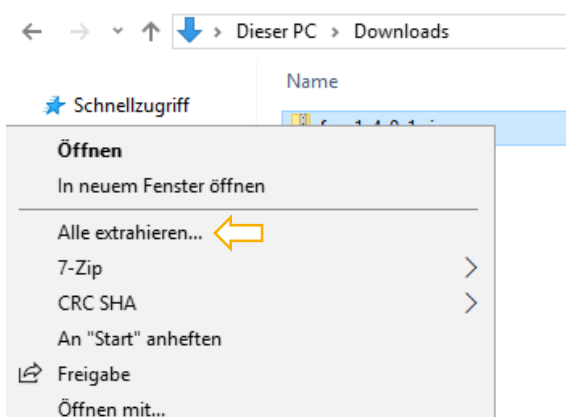 Dieser PC > Downloads
Name
Schnellzugriff
Öffnen
In neuem Fenster öffnen
Alle extrahieren...
7-Zip
CRC SHA
An "Start" anheften
Freigabe
Öffnen mit...